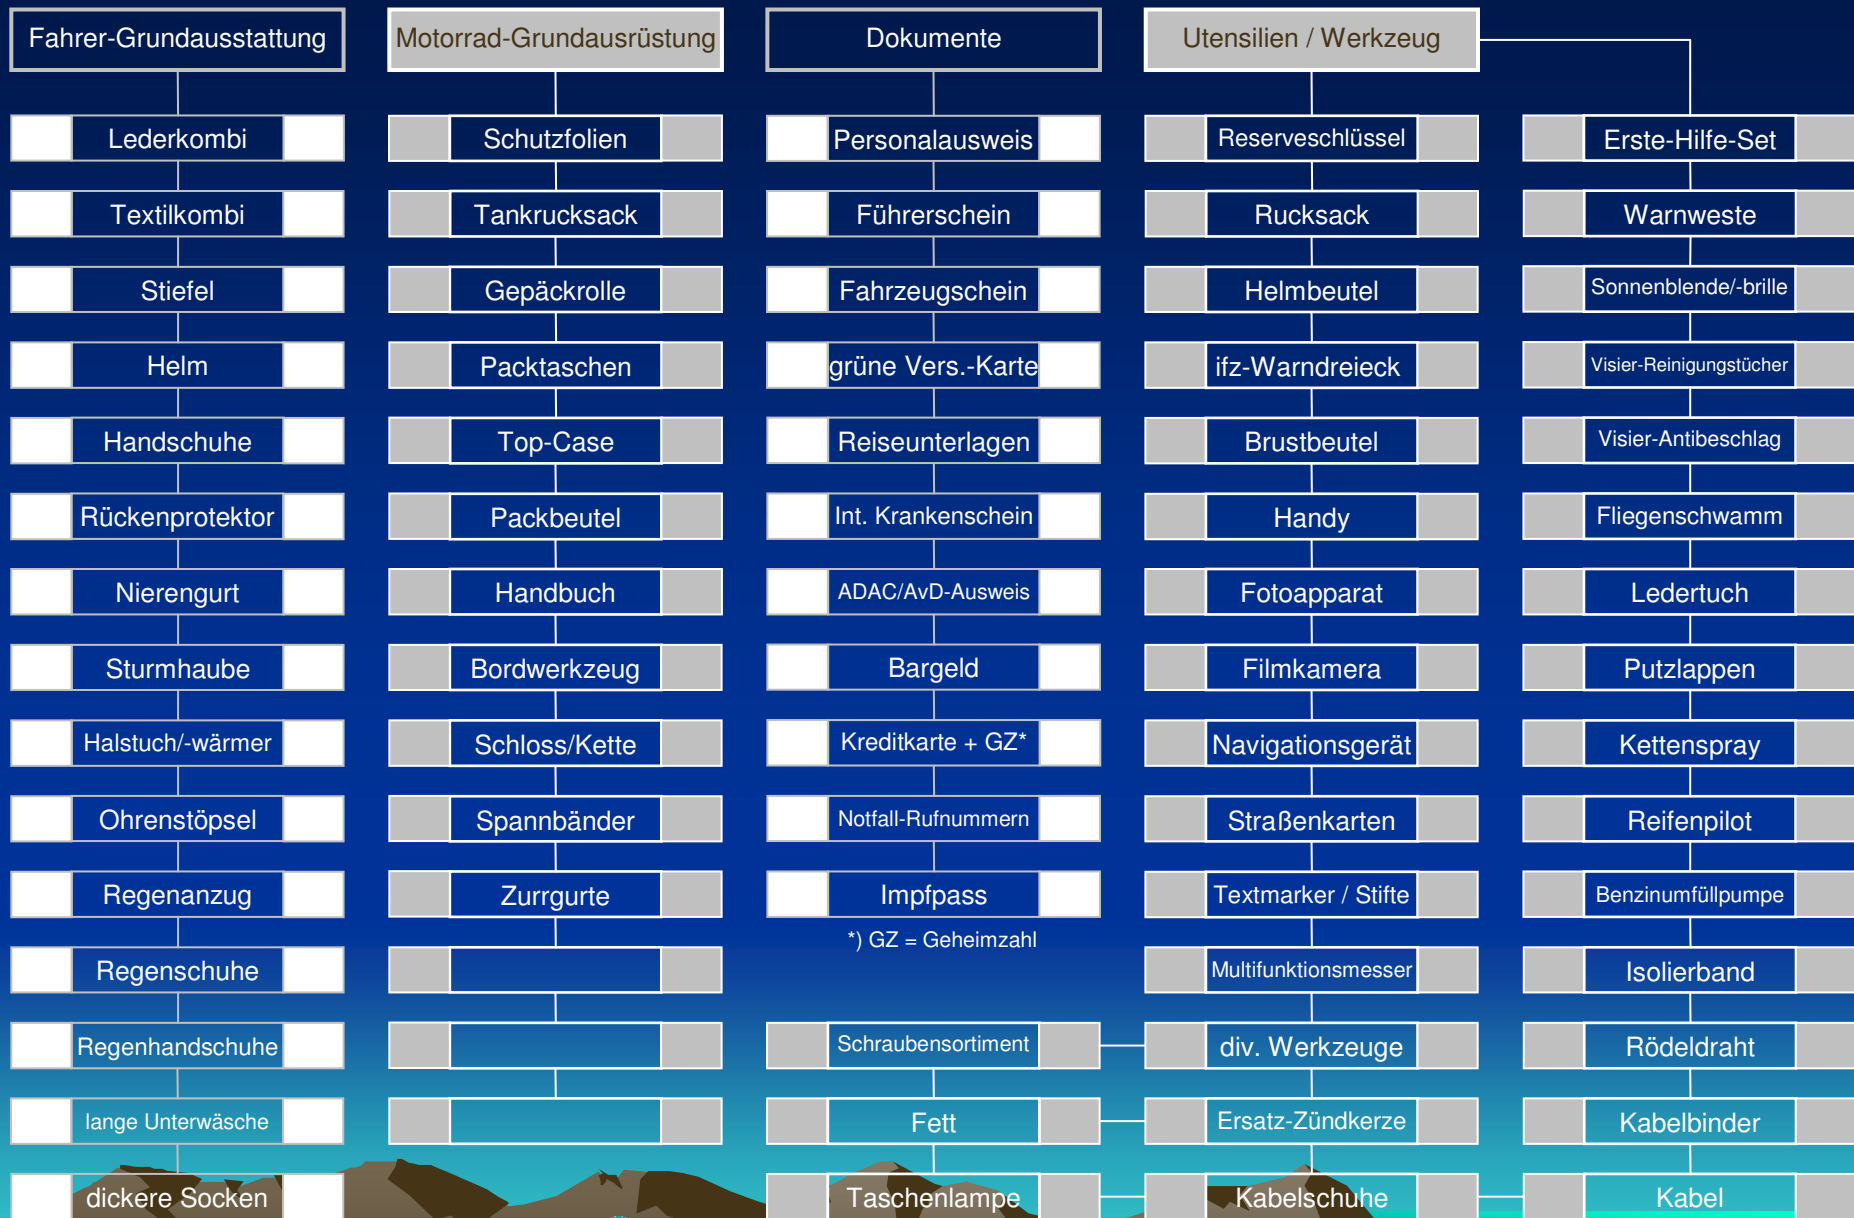 Fahrer-Grundausstattung
Lederkombi
Textilkombi
Stiefel
Helm
Handschuhe
Rückenprotektor
Nierengurt
Sturmhaube
Halstuch/-wärmer
Ohrenstöpsel
Regenanzug
Regenschuhe
Regenhandschuhe
lange Unterwäsche
dickere Socken
Motorrad-Grundausrüstung
Schutzfolien
Tankrucksack
Gepäckrolle
Packtaschen
Top-Case
Packbeutel
Handbuch
Bordwerkzeug
Schloss/Kette
Spannbänder
Zurrgurte
Dokumente
Personalausweis
Führerschein
Fahrzeugschein
grüne Vers.-Karte
Reiseunterlagen
Int. Krankenschein
ADAC/AvD-Ausweis
Bargeld
Kreditkarte + GZ*
Notfall-Rufnummern
Impfpass
*) GZ = Geheimzahl
Schraubensortiment
Fett
Taschenlampe
Utensilien / Werkzeug
Reserveschlüssel
Rucksack
Helmbeutel
ifz-Warndreieck
Brustbeutel
Handy
Fotoapparat
Filmkamera
Navigationsgerät
Straßenkarten
Textmarker / Stifte
Multifunktionsmesser
div. Werkzeuge
Ersatz-Zündkerze
Kabelschuhe
Erste-Hilfe-Set
Warnweste
Sonnenblende/-brille
Visier-Reinigungstücher
Visier-Antibeschlag
Fliegenschwamm
Ledertuch
Putzlappen
Kettenspray
Reifenpilot
Benzinumfüllpumpe
Isolierband
Rödeldraht
Kabelbinder
Kabel